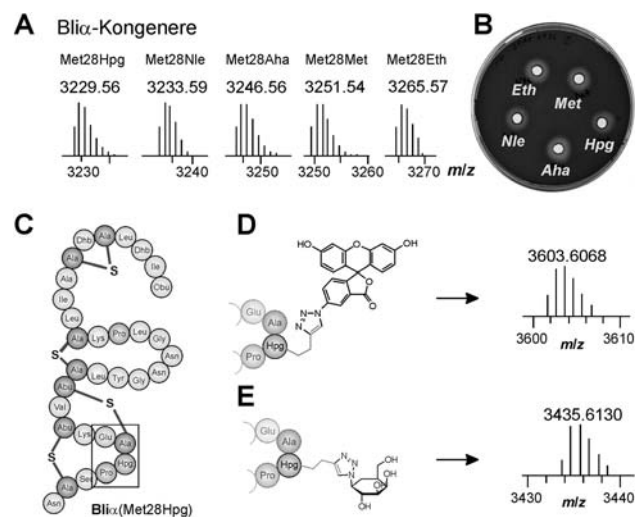 A Bliα-Kongenere
Met28Hpg Met28Nle Met28Aha Met28Met Met28Eth
3229.56 3233.59 3246.56 3251.54 3265.57
3230 3240 3250 3250 3260 3270 m/z
B
Eth Met
Nle Hpg
Aha
C
Dhb Ala Leu
Ala Dhb
S
Ala Ile
Ile Obu
Leu
Ala Lys Pro Leu Gly
S Asn
Ala Leu Tyr Gly Asn
Abu
S
Val
Abu Lys Glu Ala
S
Hpg
Ala Ser Pro
Asn
Bliα(Met28Hpg)
D
HO O OH
O
O
N
N N
Glu Ala
Pro Hpg
3603.6068
3600 3610
m/z
E
Glu Ala
Pro Hpg
N N
N
OH
OH
OH
OH
3435.6130
3430 3440
m/z